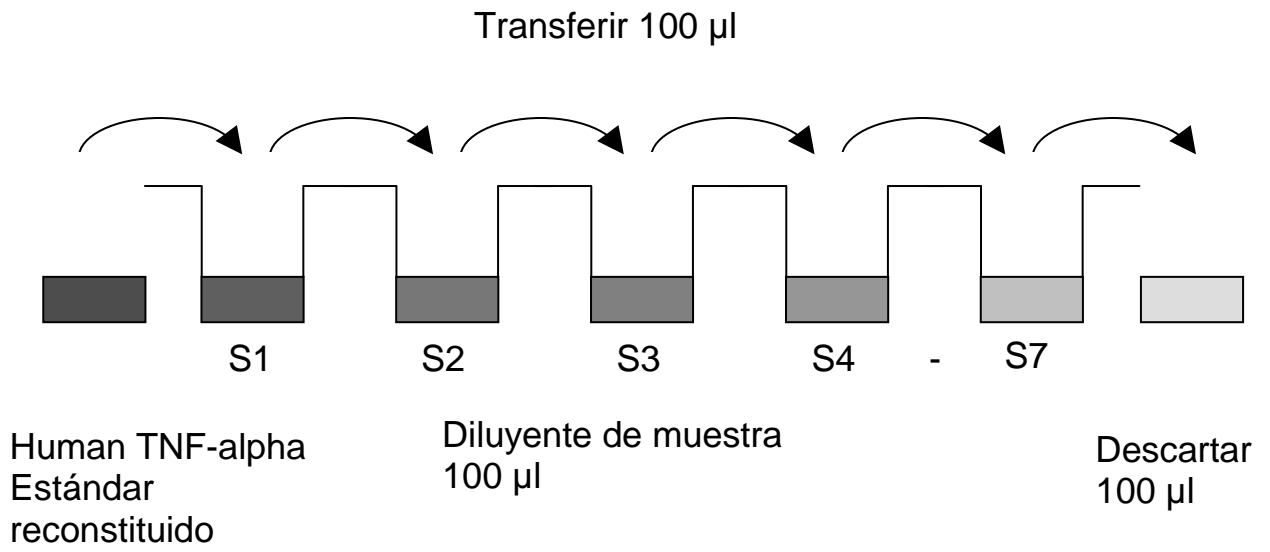 Transferir 100 µl
S1 S2 S3 S4 - S7
Human TNF-alpha
Estándar
reconstituido
Diluyente de muestra
100 µl
Descartar
100 µl